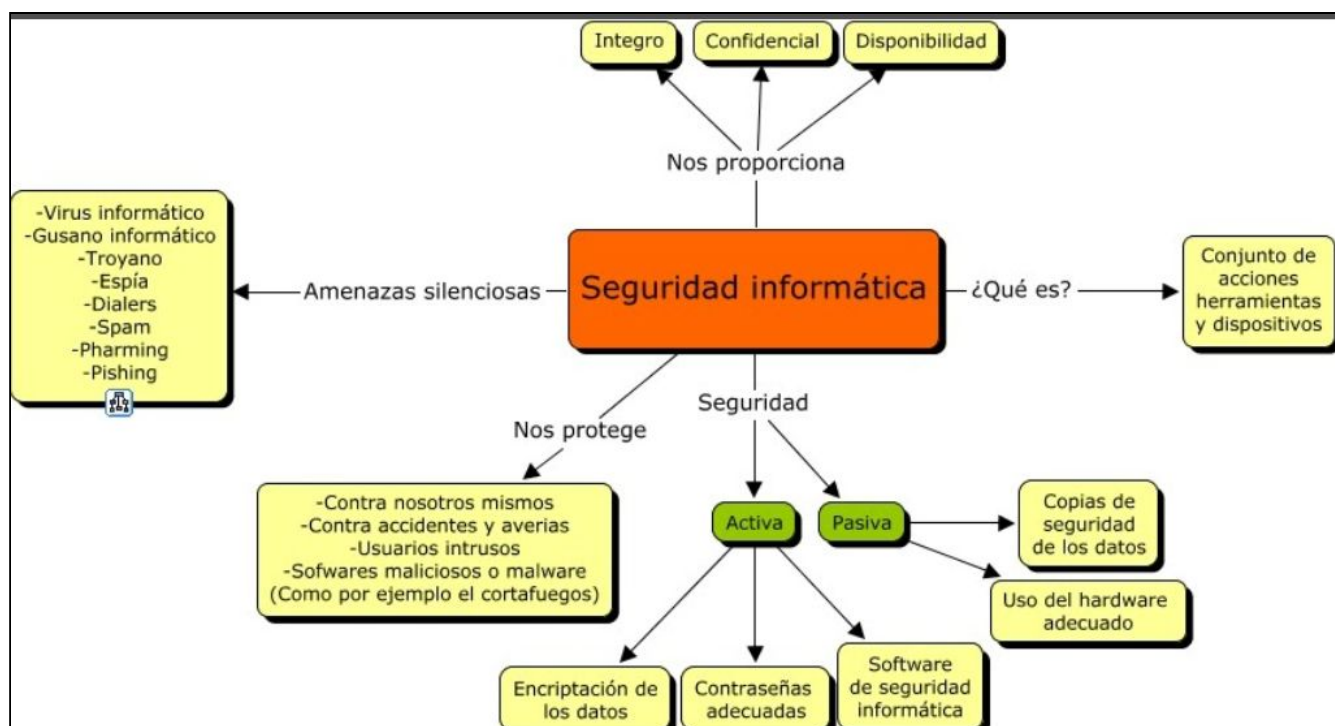 Integro
Confidencial
Disponibilidad
Nos proporciona
-Virus informático
-Gusano informático
-Troyano
-Espía
-Dialers
-Spam
-Pharming
-Pishing
Amenazas silenciosas
Seguridad informática
¿Qué es?
Conjunto de
acciones
herramientas
y dispositivos
Nos protege
-Contra nosotros mismos
-Contra accidentes y averias
-Usuarios intrusos
-Sofwares maliciosos o malware
(Como por ejemplo el cortafuegos)
Seguridad
Activa
Pasiva
Copias de
seguridad
de los datos
Uso del hardware
adecuado
Encriptación de
los datos
Contraseñas
adecuadas
Software
de seguridad
informática